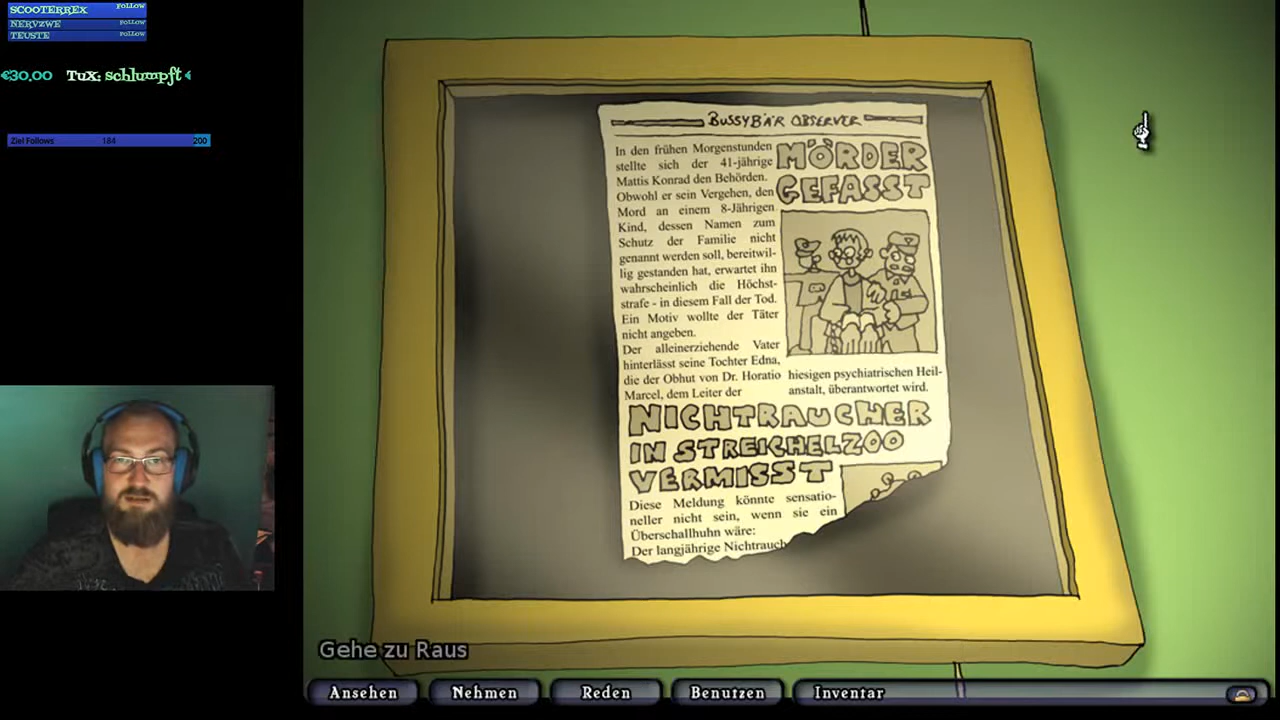 SCOOTERREX FOLLOW
NERVZWE FOLLOW
TEUSTE FOLLOW
€30,00 Tux: schlumpft
Ziel Follows 184 200
BUSSYBÄR OBSERVER
In den frühen Morgenstunden
stellte sich der 41-jährige
Mattis Konrad den Behörden.
Obwohl er sein Vergehen, den
Mord an einem 8-Jährigen
Kind, dessen Namen zum
Schutz der Familie nicht
genannt werden soll, bereitwil-
lig gestanden hat, erwartet ihn
wahrscheinlich die Höchst-
strafe - in diesem Fall der Tod.
Ein Motiv wollte der Täter
nicht angeben.
Der alleinerziehende Vater
hinterlässt seine Tochter Edna,
die der Obhut von Dr. Horatio
Marcel, dem Leiter der
MÖRDER
GEFASST
hiesigen psychiatrischen Heil-
anstalt, überantwortet wird.
NICHTRAUCHER
IN STREICHELZOO
VERMISST
Diese Meldung könnte sensatio-
neller nicht sein, wenn sie ein
Überschallhuhn wäre:
Der langjährige Nichtrauch
Gehe zu Raus
Ansehen Nehmen Reden Benutzen Inventar